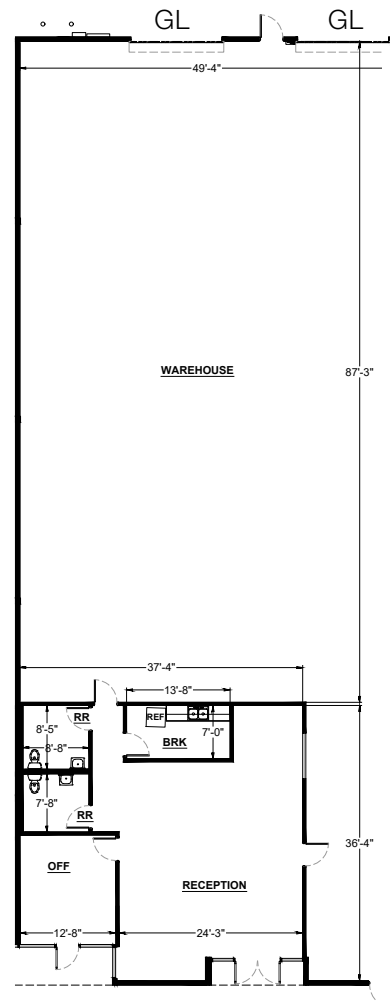 GL GL
49'-4"
WAREHOUSE
87'-3"
37'-4"
13'-8"
RR
REF
8'-5"
7'-0"
8'-8"
BRK
7'-8"
RR
36'-4"
OFF
RECEPTION
12'-8"
24'-3"